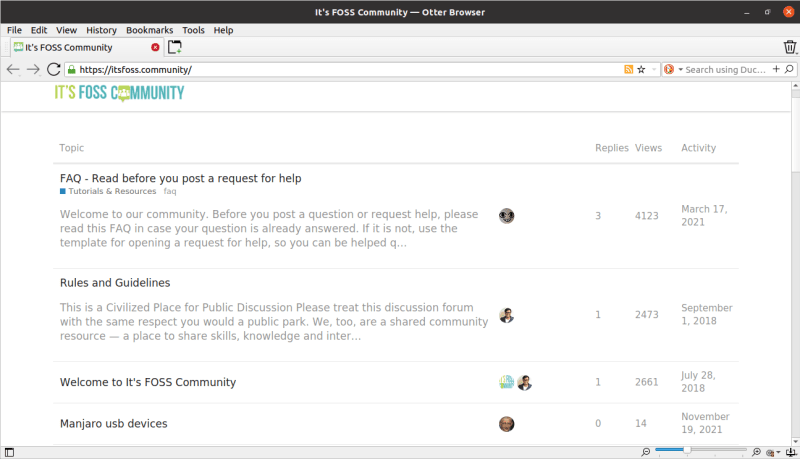 It's FOSS Community — Otter Browser
File Edit View History Bookmarks Tools Help
It's FOSS Community
https://itsfoss.community/
Search using Duc...
IT'S FOSS COMMUNITY
Topic Replies Views Activity
FAQ - Read before you post a request for help
Tutorials & Resources faq
Welcome to our community. Before you post a question or request help, please
read this FAQ in case your question is already answered. If it is not, use the
template for opening a request for help, so you can be helped q...
3 4123 March 17,
2021
Rules and Guidelines
This is a Civilized Place for Public Discussion Please treat this discussion forum
with the same respect you would a public park. We, too, are a shared community
resource — a place to share skills, knowledge and inter...
1 2473 September
1, 2018
Welcome to It's FOSS Community 1 2661 July 28,
2018
Manjaro usb devices 0 14 November
19, 2021